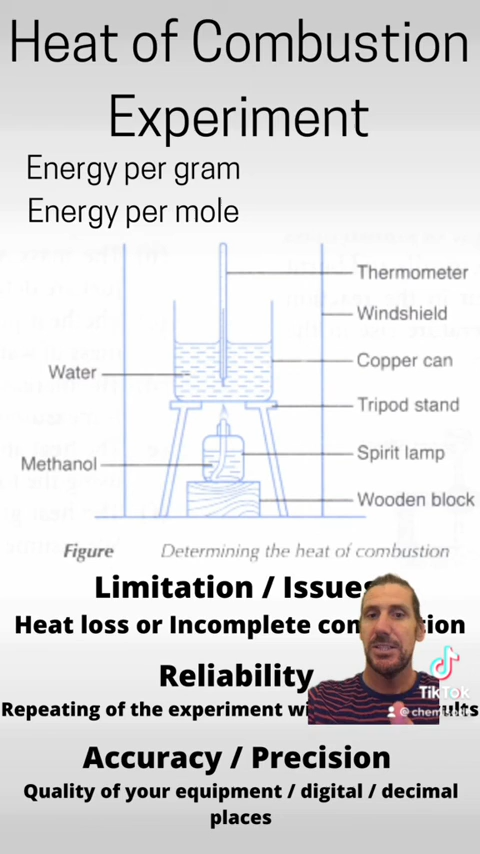 Heat of Combustion
Experiment
Energy per gram
Energy per mole
Thermometer
Windshield
Copper can
Water
Tripod stand
Spirit lamp
Methanol
Wooden block
Figure Determining the heat of combustion
Limitation / Issues
Heat loss or Incomplete
Reliability
Repeating of the experiment
TikTok
Accuracy / Precision
Quality of your equipment / digital / decimal
places